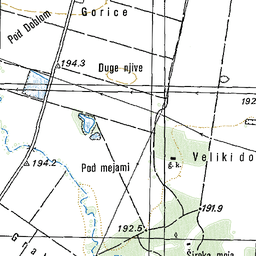 Gorice
Pod Doblom
194.3
Duge njive
192
Veliki do
g.k.
194.2
Pod mejami
191.9
192.5
Široka meja